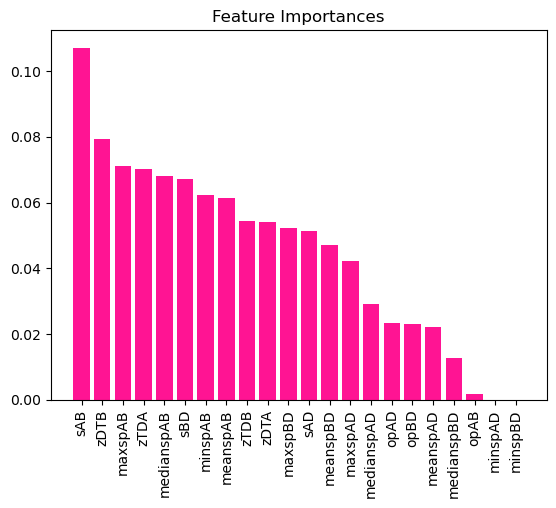 Feature Importances
0.10
0.08
0.06
0.04
0.02
0.00
sAB
zDTB
maxspAB
zTDA
medianspAB
sBD
minspAB
meanspAB
zTDB
zDTA
maxspBD
sAD
meanspBD
maxspAD
medianspAD
opAD
opBD
meanspAD
medianspBD
opAB
minspAD
minspBD